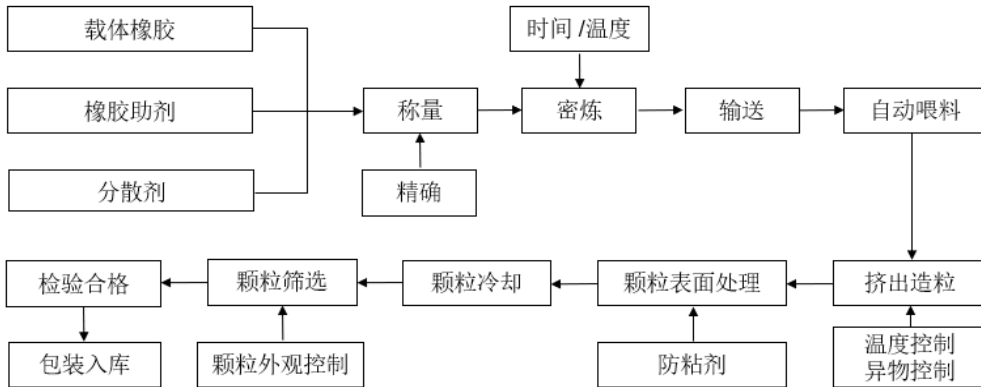 载体橡胶
时间/温度
橡胶助剂
称量
密炼
输送
自动喂料
分散剂
精确
检验合格
颗粒筛选
颗粒冷却
颗粒表面处理
挤出造粒
包装入库
颗粒外观控制
防粘剂
温度控制
异物控制